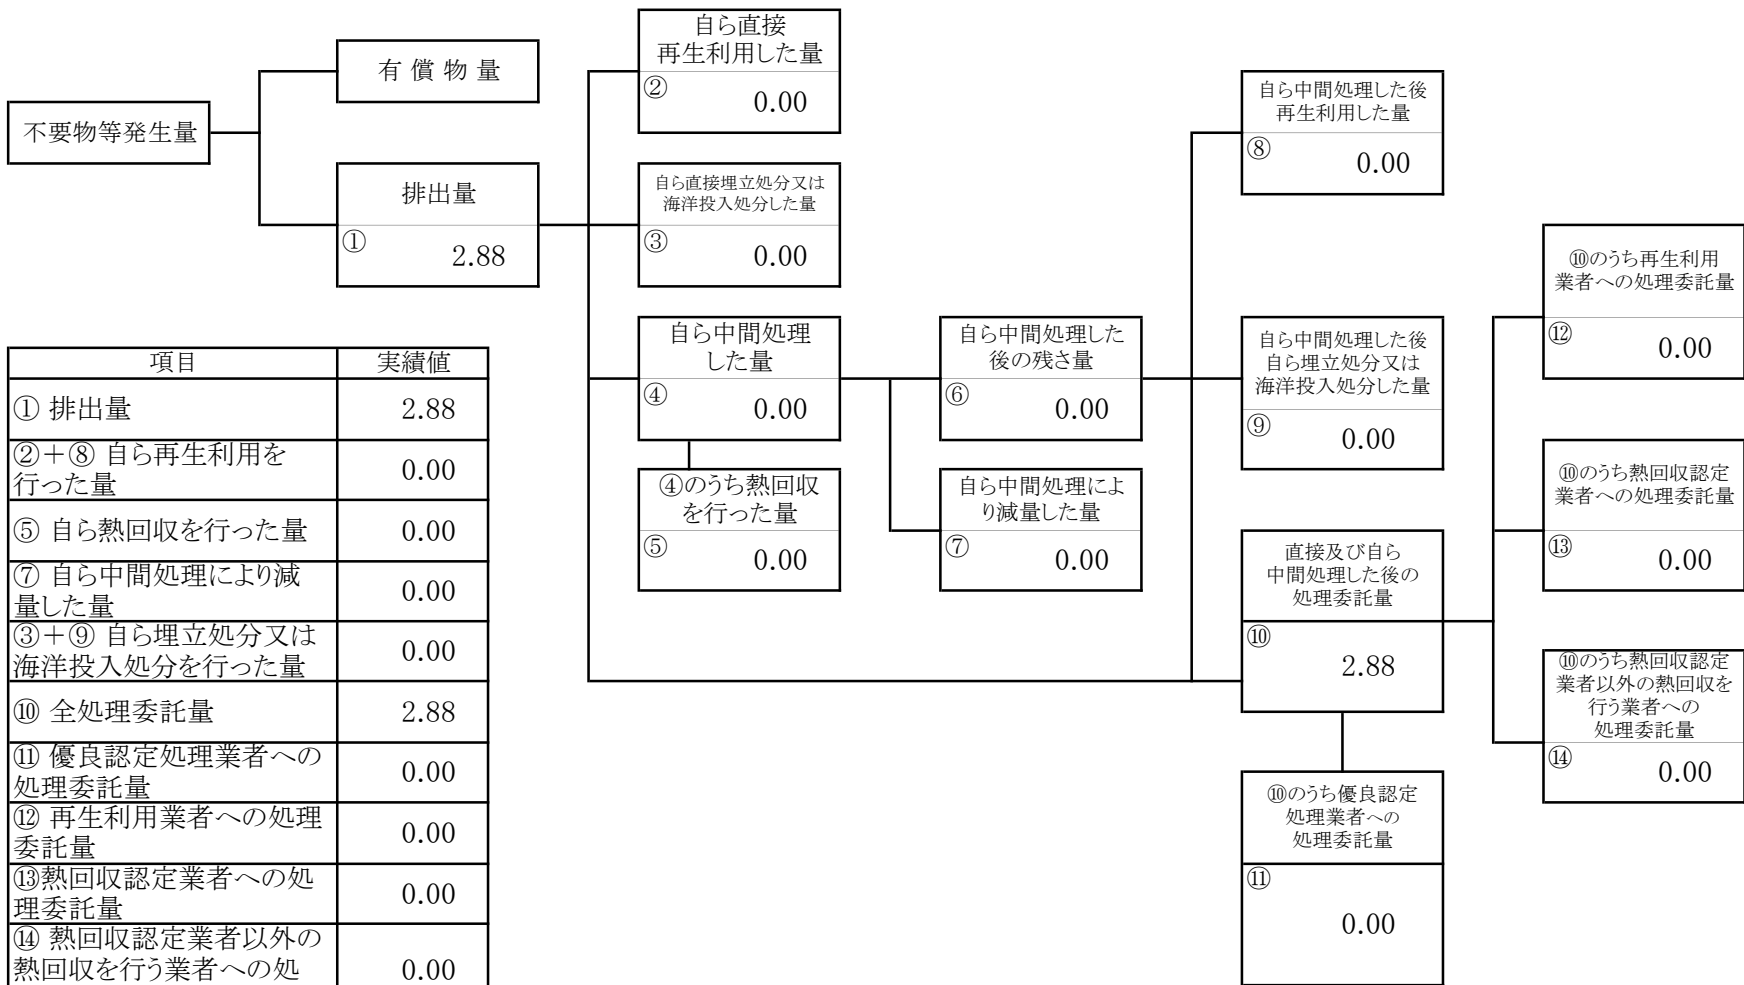 自ら直接
再生利用した量
②
0.00
有 償 物 量
不要物等発生量
排出量
①
2.88
自ら直接埋立処分又は
海洋投入処分した量
③
0.00
自ら中間処理
した量
④
0.00
④のうち熱回収
を行った量
⑤
0.00
自ら中間処理した
後の残さ量
⑥
0.00
自ら中間処理によ
り減量した量
⑦
0.00
自ら中間処理した後
再生利用した量
⑧
0.00
自ら中間処理した後
自ら埋立処分又は
海洋投入処分した量
⑨
0.00
直接及び自ら
中間処理した後の
処理委託量
⑩
2.88
⑩のうち優良認定
処理業者への
処理委託量
⑪
0.00
⑩のうち再生利用
業者への処理委託量
⑫
0.00
⑩のうち熱回収認定
業者への処理委託量
⑬
0.00
⑩のうち熱回収認定
業者以外の熱回収を
行う業者への
処理委託量
⑭
0.00
項目 実績値
① 排出量 2.88
②＋⑧ 自ら再生利用を
行った量 0.00
⑤ 自ら熱回収を行った量 0.00
⑦ 自ら中間処理により減
量した量 0.00
③＋⑨ 自ら埋立処分又は
海洋投入処分を行った量 0.00
⑩ 全処理委託量 2.88
⑪ 優良認定処理業者への
処理委託量 0.00
⑫ 再生利用業者への処理
委託量 0.00
⑬熱回収認定業者への処
理委託量 0.00
⑭ 熱回収認定業者以外の
熱回収を行う業者への処 0.00